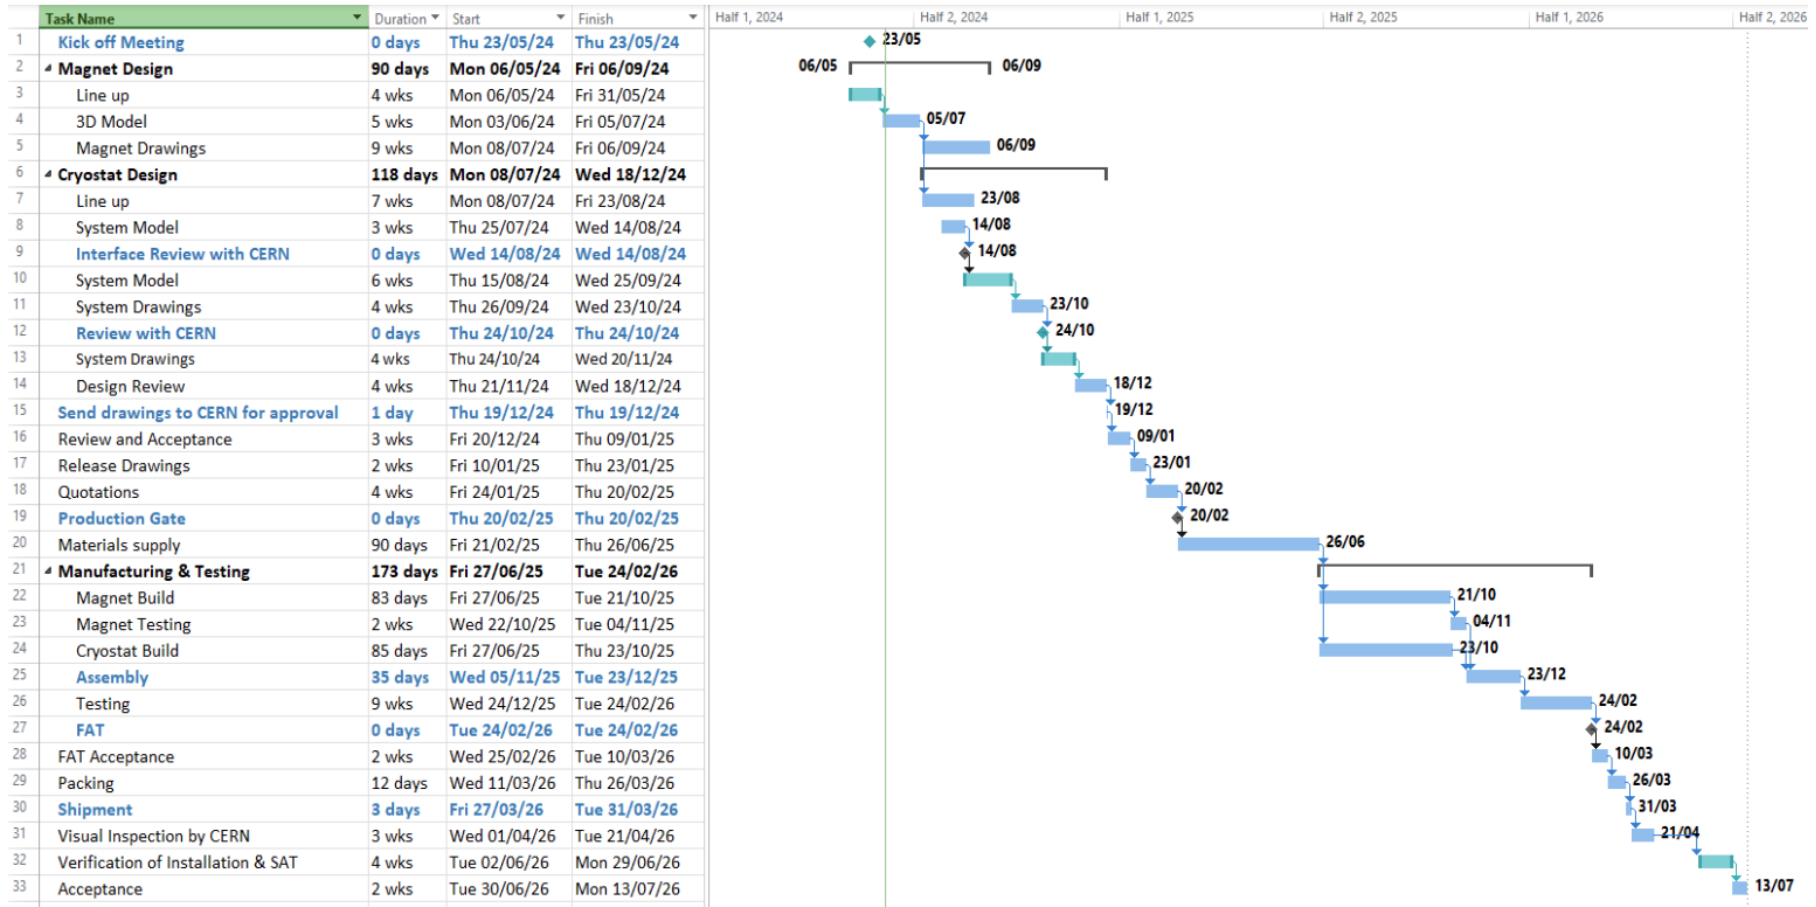 Task Name Duration Start Finish Half 1, 2024 Half 2, 2024 Half 1, 2025 Half 2, 2025 Half 1, 2026 Half 2, 2026
1 Kick off Meeting 0 days Thu 23/05/24 Thu 23/05/24 23/05
2 Magnet Design 90 days Mon 06/05/24 Fri 06/09/24 06/05 06/09
3 Line up 4 wks Mon 06/05/24 Fri 31/05/24
4 3D Model 5 wks Mon 03/06/24 Fri 05/07/24 05/07
5 Magnet Drawings 9 wks Mon 08/07/24 Fri 06/09/24 06/09
6 Cryostat Design 118 days Mon 08/07/24 Wed 18/12/24
7 Line up 7 wks Mon 08/07/24 Fri 23/08/24 23/08
8 System Model 3 wks Thu 25/07/24 Wed 14/08/24 14/08
9 Interface Review with CERN 0 days Wed 14/08/24 Wed 14/08/24 14/08
10 System Model 6 wks Thu 15/08/24 Wed 25/09/24
11 System Drawings 4 wks Thu 26/09/24 Wed 23/10/24 23/10
12 Review with CERN 0 days Thu 24/10/24 Thu 24/10/24 24/10
13 System Drawings 4 wks Thu 24/10/24 Wed 20/11/24
14 Design Review 4 wks Thu 21/11/24 Wed 18/12/24 18/12
15 Send drawings to CERN for approval 1 day Thu 19/12/24 Thu 19/12/24 19/12
16 Review and Acceptance 3 wks Fri 20/12/24 Thu 09/01/25 09/01
17 Release Drawings 2 wks Fri 10/01/25 Thu 23/01/25 23/01
18 Quotations 4 wks Fri 24/01/25 Thu 20/02/25 20/02
19 Production Gate 0 days Thu 20/02/25 Thu 20/02/25 20/02
20 Materials supply 90 days Fri 21/02/25 Thu 26/06/25 26/06
21 Manufacturing & Testing 173 days Fri 27/06/25 Tue 24/02/26
22 Magnet Build 83 days Fri 27/06/25 Tue 21/10/25 21/10
23 Magnet Testing 2 wks Wed 22/10/25 Tue 04/11/25 04/11
24 Cryostat Build 85 days Fri 27/06/25 Thu 23/10/25 23/10
25 Assembly 35 days Wed 05/11/25 Tue 23/12/25 23/12
26 Testing 9 wks Wed 24/12/25 Tue 24/02/26 24/02
27 FAT 0 days Tue 24/02/26 Tue 24/02/26 24/02
28 FAT Acceptance 2 wks Wed 25/02/26 Tue 10/03/26 10/03
29 Packing 12 days Wed 11/03/26 Thu 26/03/26 26/03
30 Shipment 3 days Fri 27/03/26 Tue 31/03/26 31/03
31 Visual Inspection by CERN 3 wks Wed 01/04/26 Tue 21/04/26 21/04
32 Verification of Installation & SAT 4 wks Tue 02/06/26 Mon 29/06/26
33 Acceptance 2 wks Tue 30/06/26 Mon 13/07/26 13/07